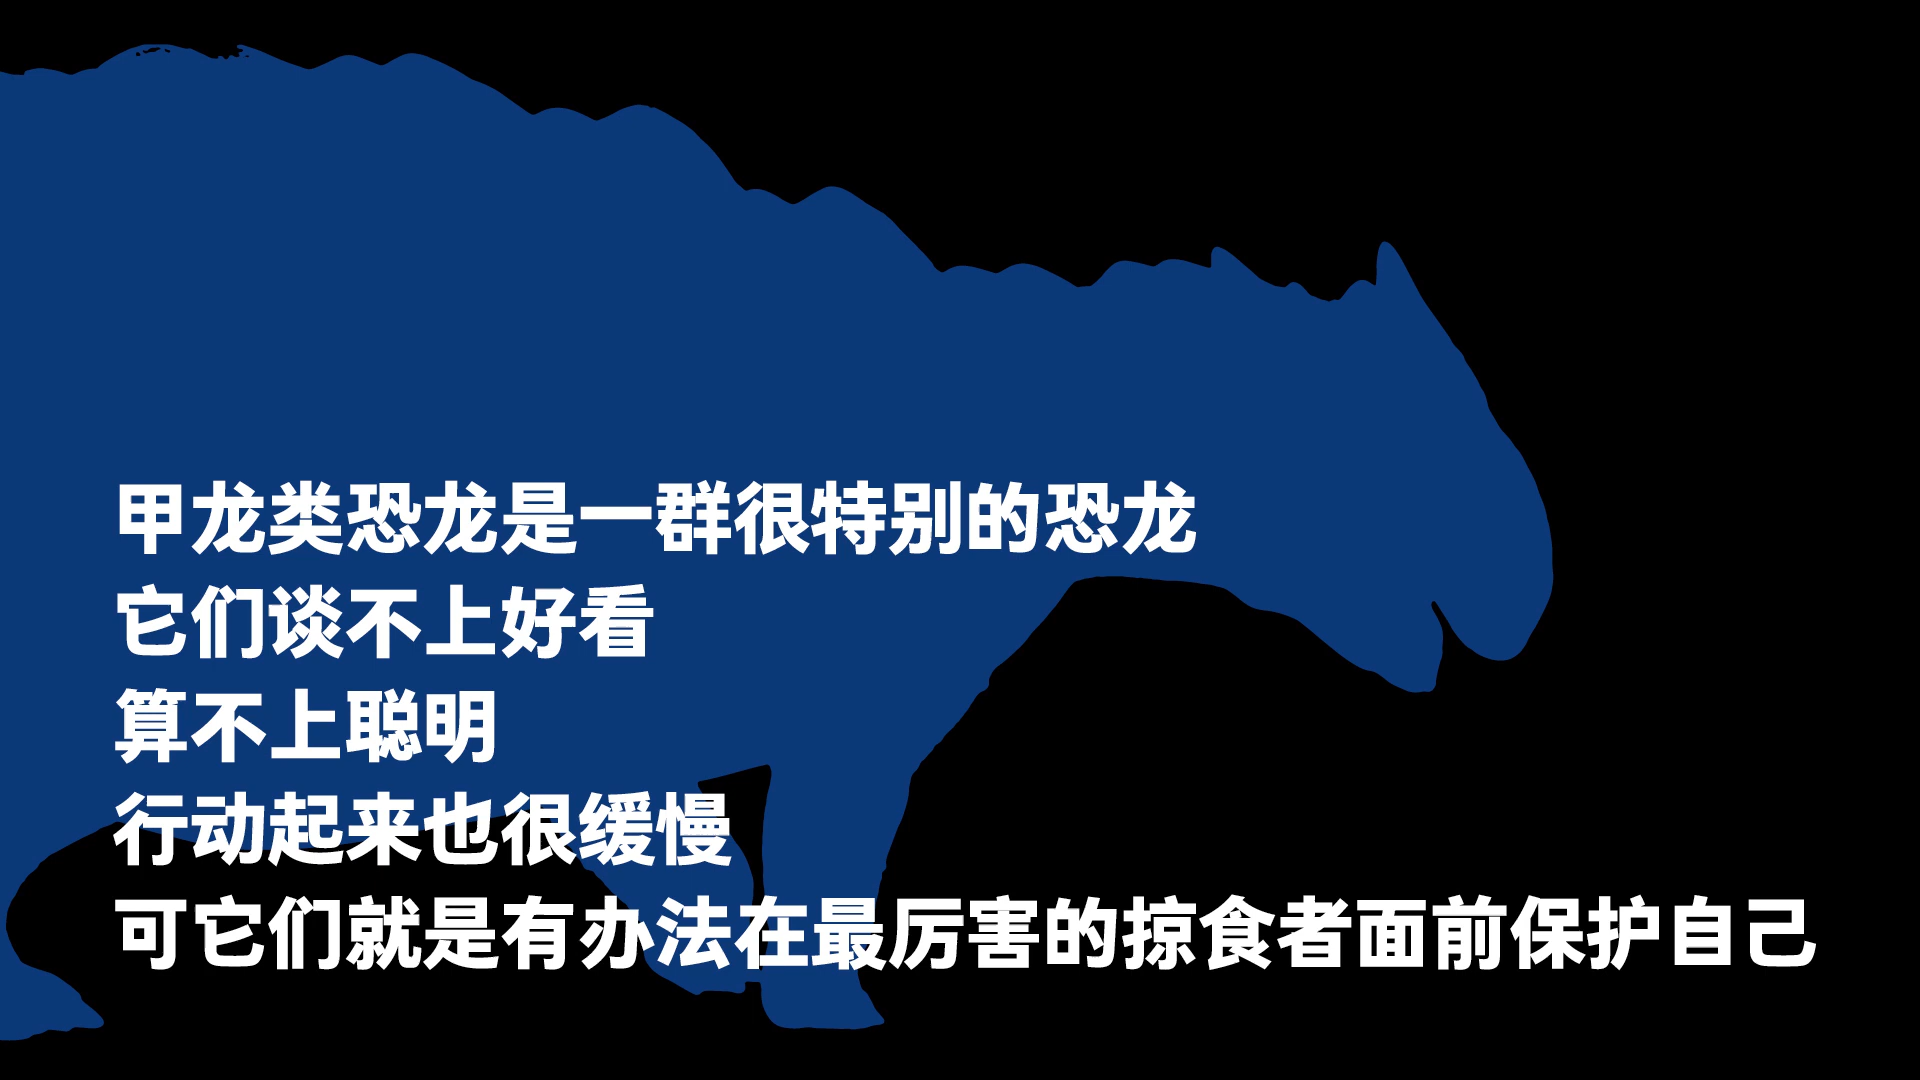 甲龙类恐龙是一群很特别的恐龙
它们谈不上好看
算不上聪明
行动起来也很缓慢
可它们就是有办法在最厉害的掠食者面前保护自己